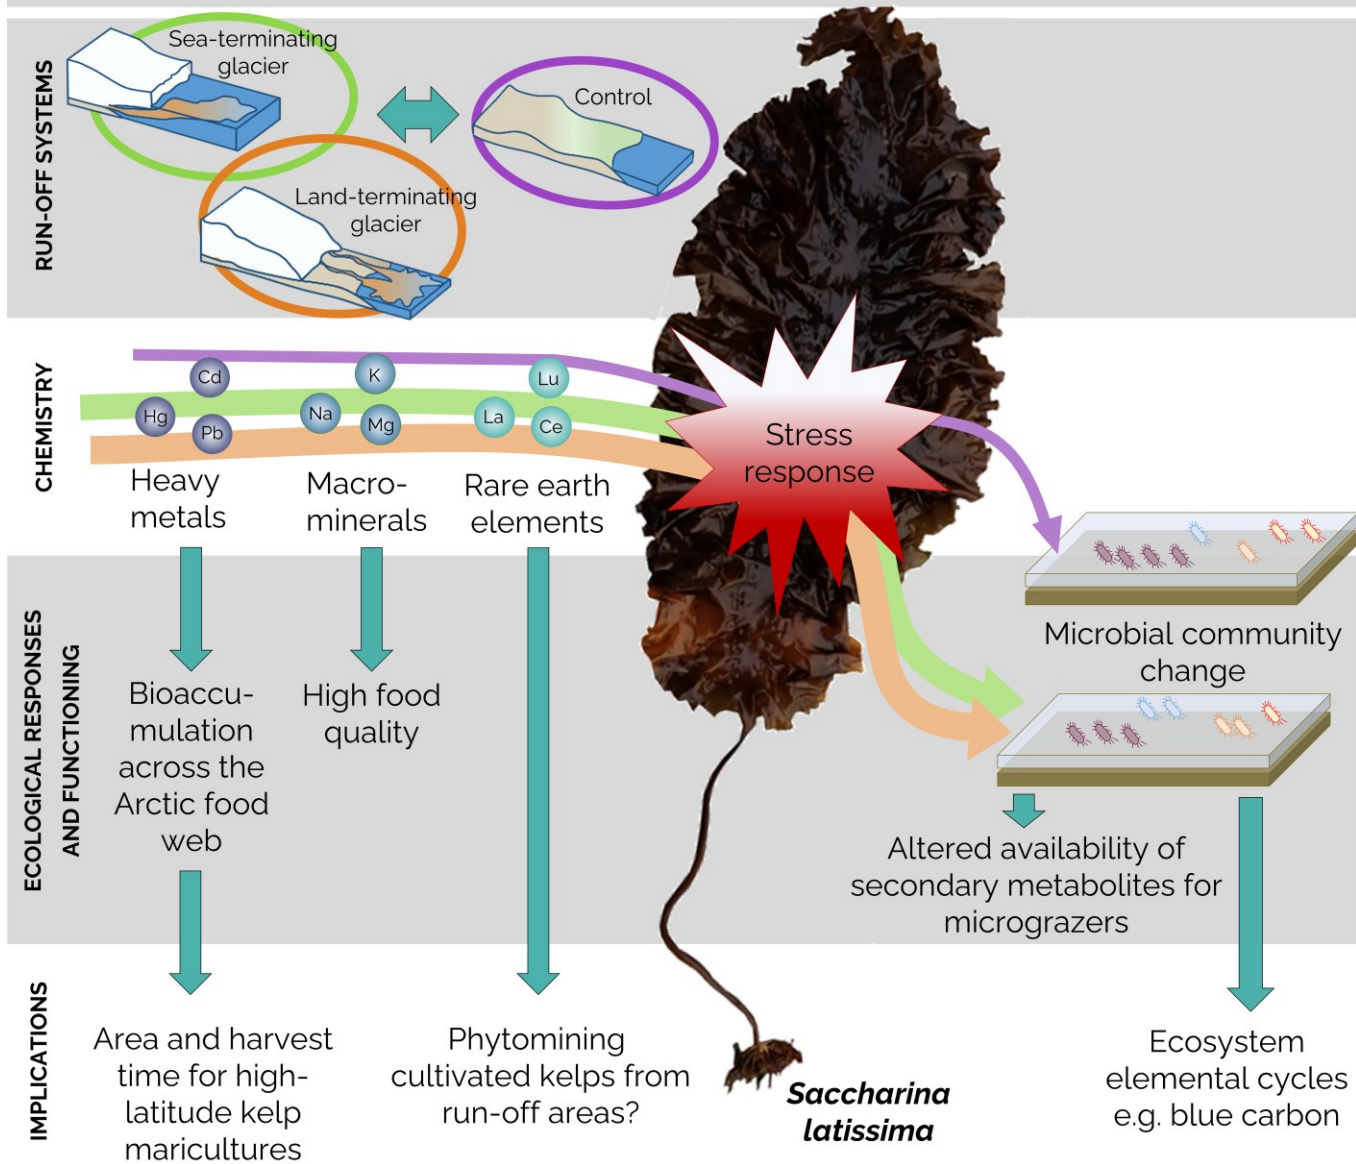 RUN-OFF SYSTEMS
Sea-terminating
glacier
Control
Land-terminating
glacier
CHEMISTRY
Cd
K
Lu
Hg
Na
La
Pb
Mg
Ce
Heavy
metals
Macro-
minerals
Rare earth
elements
Stress
response
ECOLOGICAL RESPONSES
AND FUNCTIONING
Bioaccu-
mulation
across the
Arctic food
web
High food
quality
Microbial community
change
Altered availability of
secondary metabolites for
micrograzers
IMPLICATIONS
Area and harvest
time for high-
latitude kelp
maricultures
Phytomining
cultivated kelps from
run-off areas?
Saccharina
latissima
Ecosystem
elemental cycles
e.g. blue carbon